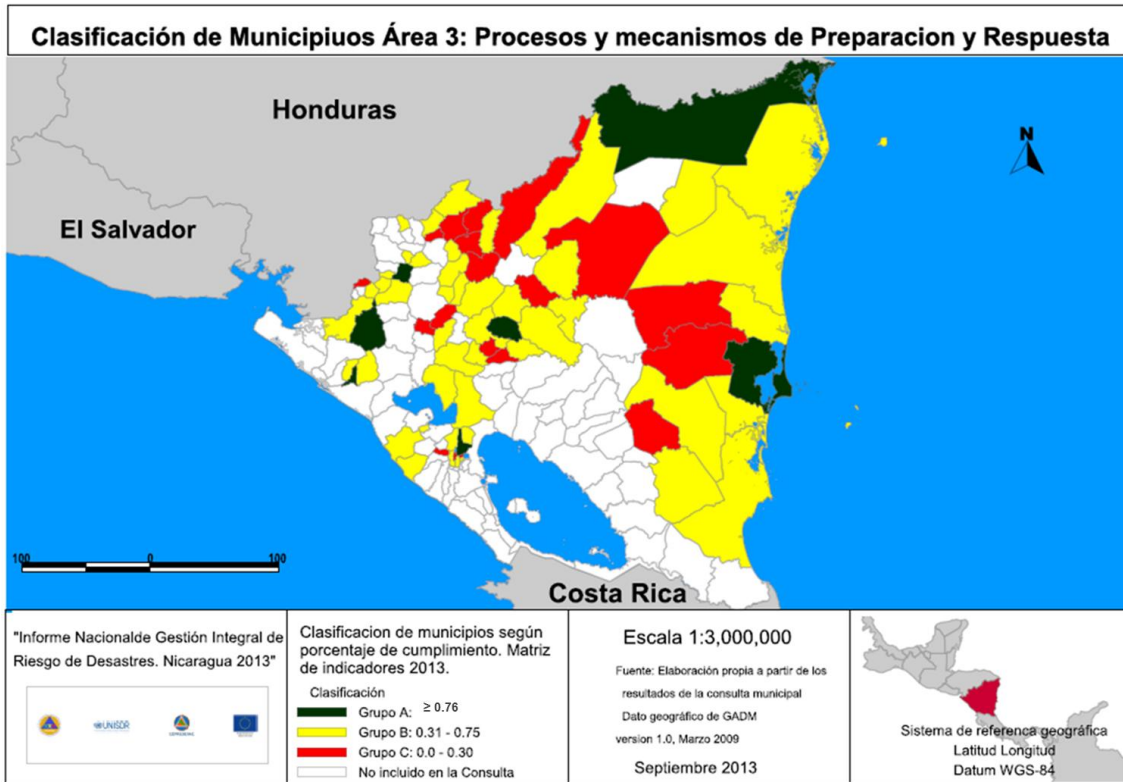 Clasificación de Municipiuos Área 3: Procesos y mecanismos de Preparacion y Respuesta
Honduras
N
El Salvador
100 0 100
Costa Rica
"Informe Nacionalde Gestión Integral de
Riesgo de Desastres. Nicaragua 2013"
UNISDR
Clasificacion de municipios según
porcentaje de cumplimiento. Matriz
de indicadores 2013.
Clasificación
Grupo A: ≥ 0.76
Grupo B: 0.31 - 0.75
Grupo C: 0.0 - 0.30
No incluido en la Consulta
Escala 1:3,000,000
Fuente: Elaboración propia a partir de los
resultados de la consulta municipal
Dato geográfico de GADM
version 1.0, Marzo 2009
Septiembre 2013
Sistema de referenca geográfica
Latitud Longitud
Datum WGS-84